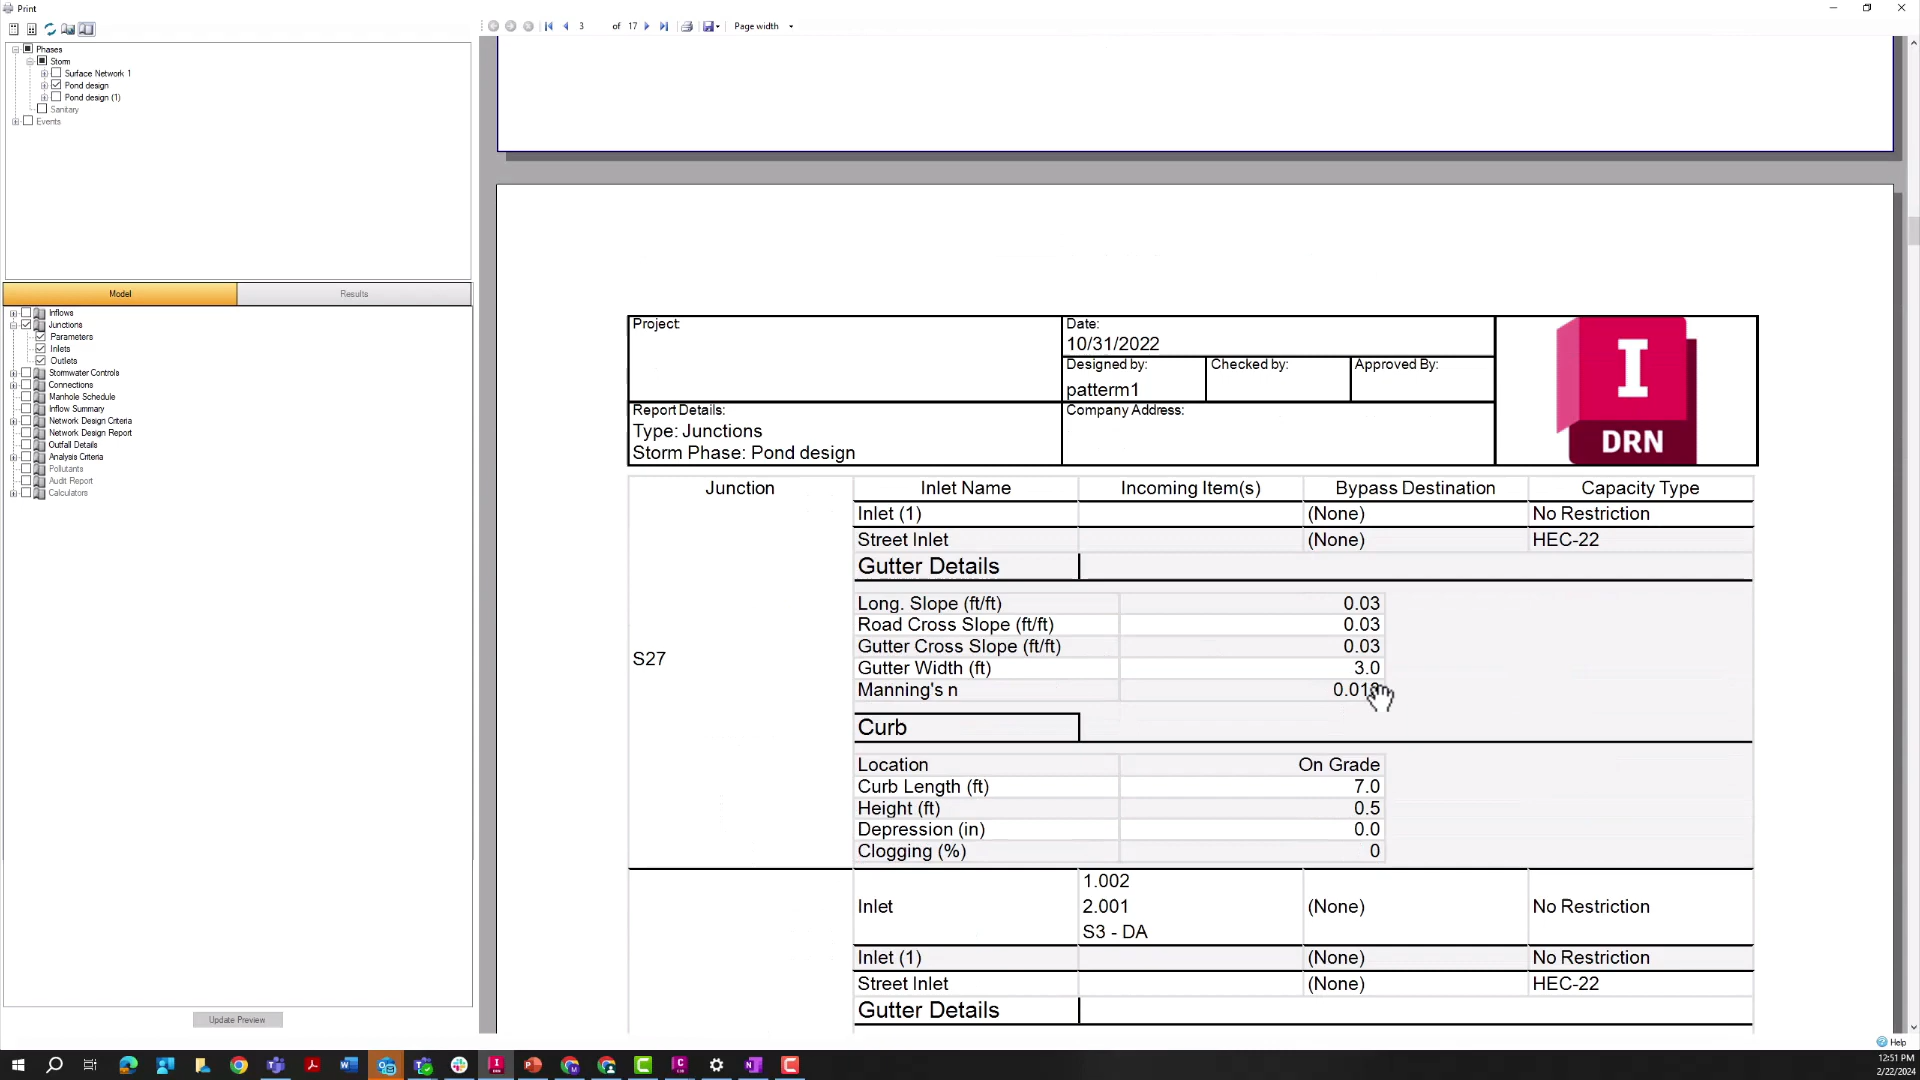 Print
3 of 17 Page width
Phases
Storm
Surface Network 1
Pond design
Pond design (1)
Sanitary
Events
Model Results
Inflows
Junctions
Parameters
Inlets
Outlets
Stormwater Controls
Connections
Manhole Schedule
Inflow Summary
Network Design Criteria
Network Design Report
Outfall Details
Analysis Criteria
Pollutants
Audit Report
Calculators
Update Preview
Project:
Date:
10/31/2022
Designed by:
patterm1
Checked by:
Approved By:
Report Details:
Type: Junctions
Storm Phase: Pond design
Company Address:
I
DRN
Junction Inlet Name Incoming Item(s) Bypass Destination Capacity Type
S27
Inlet (1) (None) No Restriction
Street Inlet (None) HEC-22
Gutter Details
Long. Slope (ft/ft) 0.03
Road Cross Slope (ft/ft) 0.03
Gutter Cross Slope (ft/ft) 0.03
Gutter Width (ft) 3.0
Manning's n
Curb
Location On Grade
Curb Length (ft) 7.0
Height (ft) 0.5
Depression (in) 0.0
Clogging (%) 0
Inlet
1.002
2.001
S3 - DA
(None) No Restriction
Inlet (1) (None) No Restriction
Street Inlet (None) HEC-22
Gutter Details
Help
12:51 PM
2/22/2024